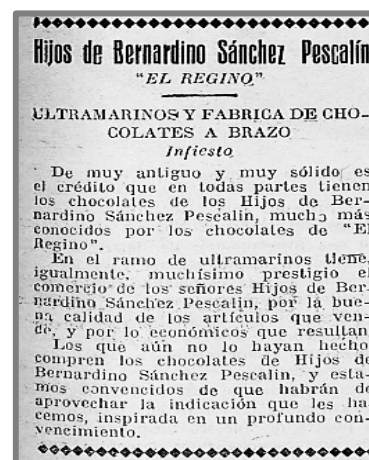 Hijos de Bernardino Sánchez Pescalín
"EL REGINO"
ULTRAMARINOS Y FABRICA DE CHO-
COLATES A BRAZO
Infiesto
De muy antiguo y muy sólido es
el crédito que en todas partes tienen
los chocolates de los Hijos de Ber-
nardino Sánchez Pescalin, mucho más
conocidos por los chocolates de "El
Regino".
En el ramo de ultramarinos tiene,
igualmente, muchísimo prestigio el
comercio de los señores Hijos de Ber-
nardino Sánchez Pescalin, por la bue-
na calidad de los artículos que ven-
de, y por lo económicos que resultan
Los que aún no lo hayan hecho
compren los chocolates de Hijos de
Bernardino Sánchez Pescalin, y esta-
mos convencidos de que habrán de
aprovechar la indicación que les ha-
cemos, inspirada en un profundo con-
vencimiento.